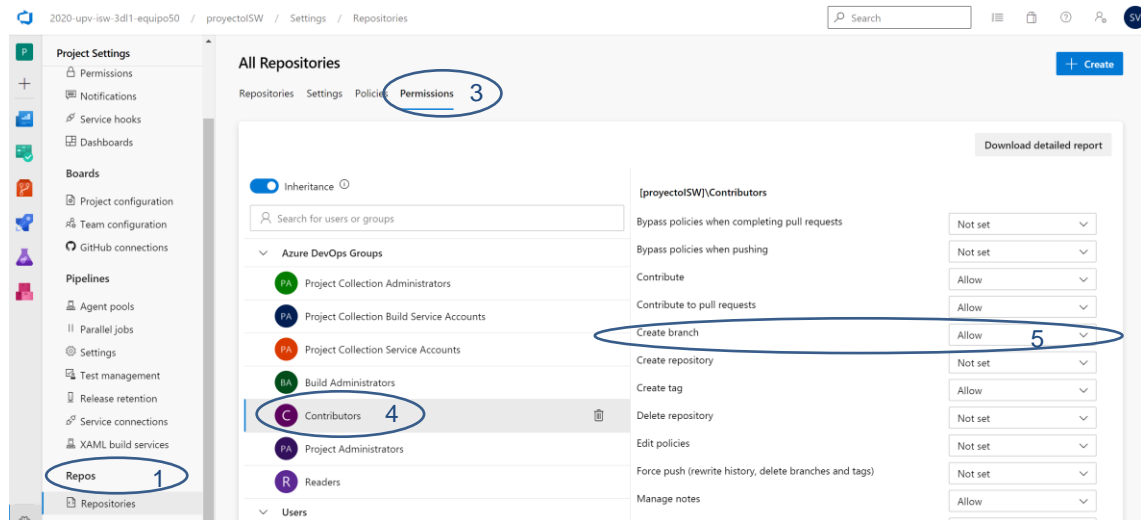 2020-upv-isw-3dl1-equipo50 / proyectoISW / Settings / Repositories
Search
SV
P
Project Settings
Permissions
Notifications
Service hooks
Dashboards
Boards
Project configuration
Team configuration
GitHub connections
Pipelines
Agent pools
Parallel jobs
Settings
Test management
Release retention
Service connections
XAML build services
Repos 1
Repositories
All Repositories
+ Create
Repositories Settings Policies Permissions 3
Download detailed report
Inheritance
Search for users or groups
Azure DevOps Groups
PA Project Collection Administrators
PA Project Collection Build Service Accounts
PA Project Collection Service Accounts
BA Build Administrators
C Contributors 4
PA Project Administrators
R Readers
Users
[proyectoISW]\Contributors
Bypass policies when completing pull requests Not set
Bypass policies when pushing Not set
Contribute Allow
Contribute to pull requests Allow
Create branch Allow 5
Create repository Not set
Create tag Allow
Delete repository Not set
Edit policies Not set
Force push (rewrite history, delete branches and tags) Not set
Manage notes Allow